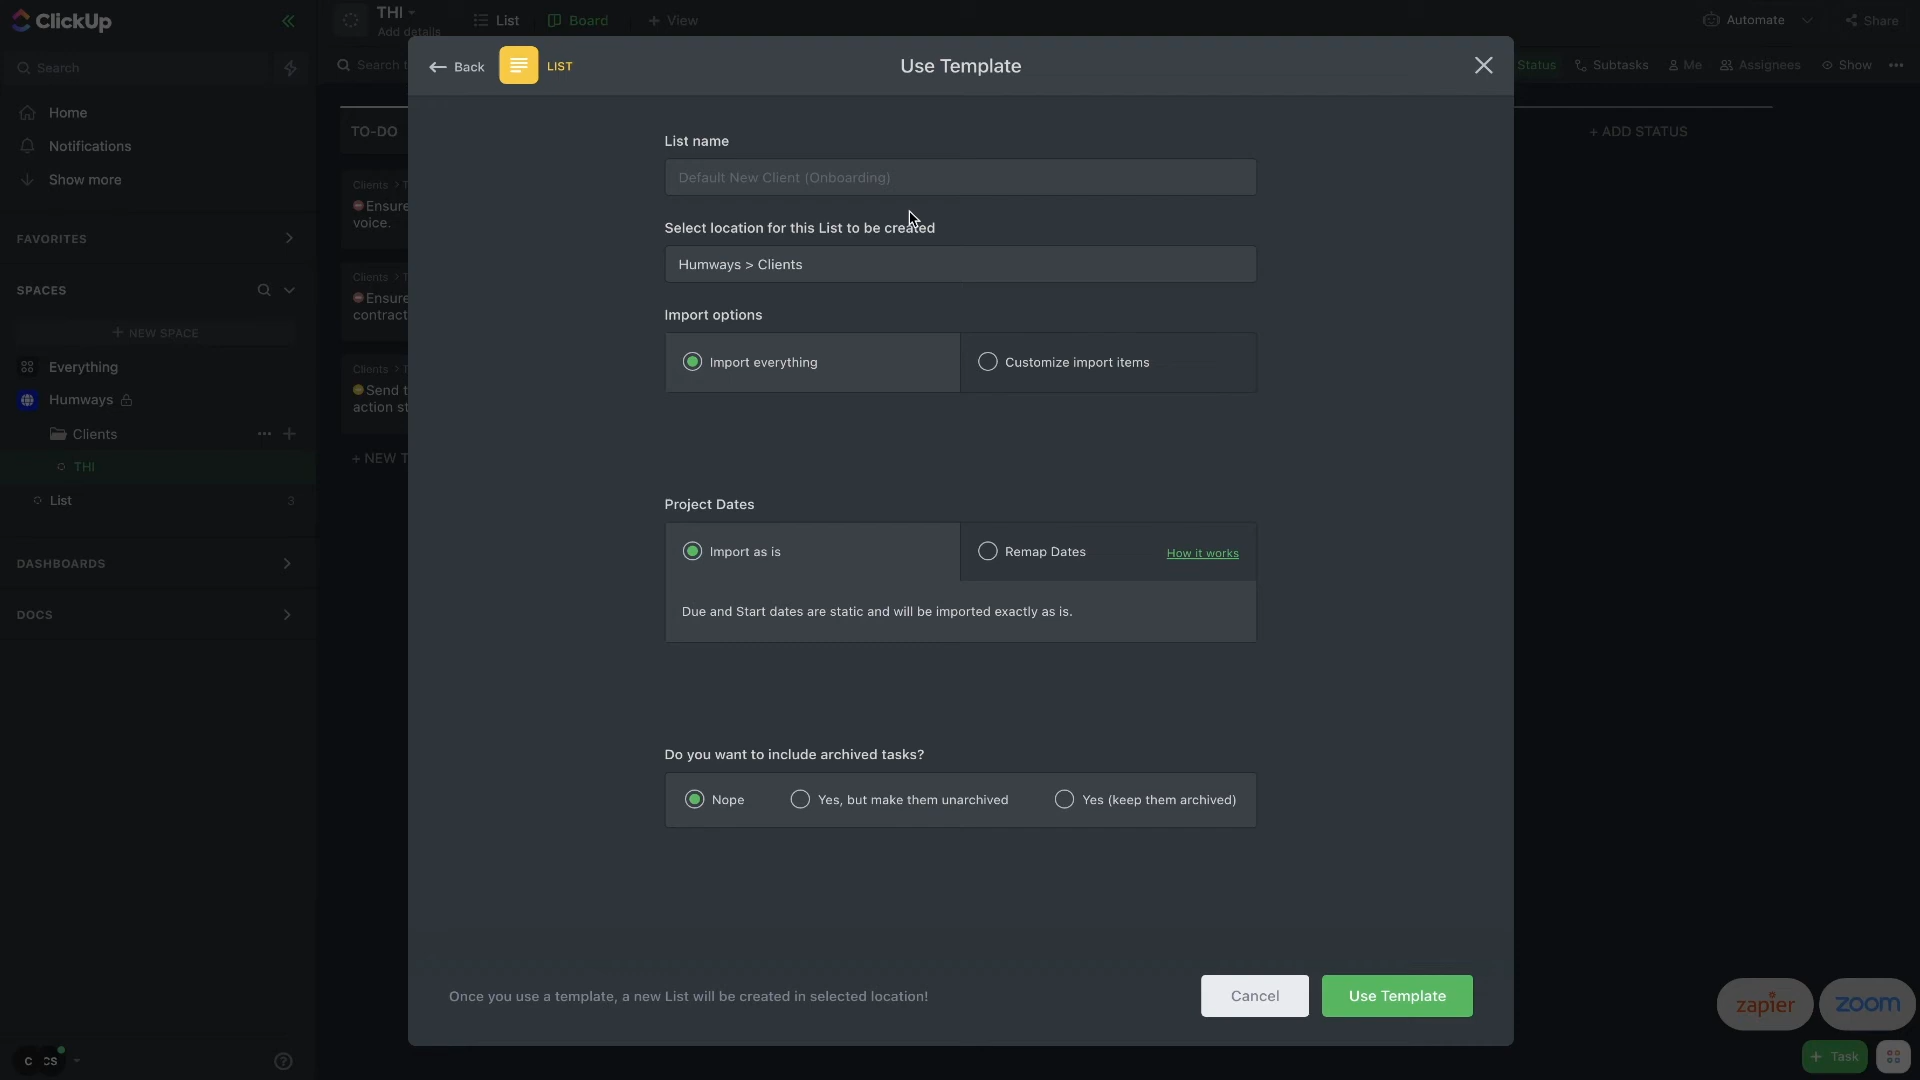 ClickUp
Search
Home
Notifications
Show more
FAVORITES
SPACES
+ NEW SPACE
Everything
Humways
Clients
THI
List
3
DASHBOARDS
DOCS
THI
Add details
List
Board
+ View
Automate
Share
Search
Status
Subtasks
Me
Assignees
Show
TO-DO
+ ADD STATUS
Clients >
Ensure
voice.
Clients >
Ensure
contract
Clients >
Send
action
+ NEW
Back
LIST
Use Template
List name
Default New Client (Onboarding)
Select location for this List to be created
Humways > Clients
Import options
Import everything
Customize import items
Project Dates
Import as is
Remap Dates
How it works
Due and Start dates are static and will be imported exactly as is.
Do you want to include archived tasks?
Nope
Yes, but make them unarchived
Yes (keep them archived)
Once you use a template, a new List will be created in selected location!
Cancel
Use Template
zapier
zoom
+ Task
C